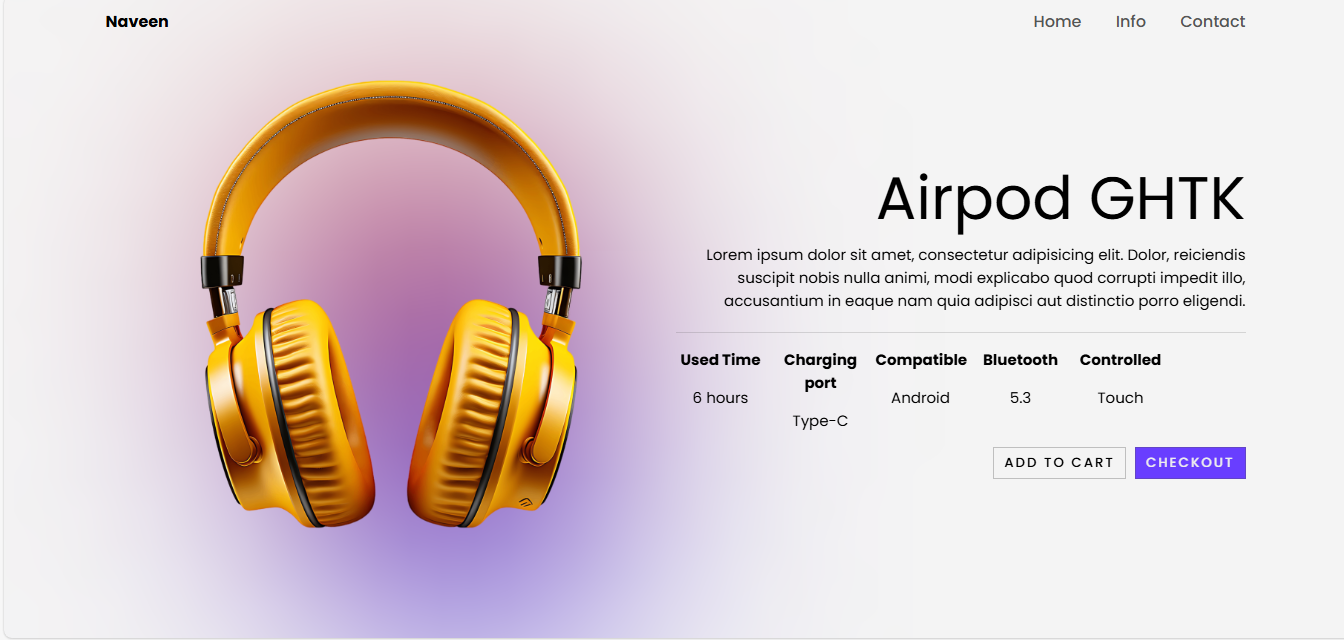 Naveen
Home Info Contact
Airpod GHTK
Lorem ipsum dolor sit amet, consectetur adipisicing elit. Dolor, reiciendis
suscipit nobis nulla animi, modi explicabo quod corrupti impedit illo,
accusantium in eaque nam quia adipisci aut distinctio porro eligendi.
Used Time
6 hours
Charging
port
Type-C
Compatible
Android
Bluetooth
5.3
Controlled
Touch
ADD TO CART
CHECKOUT